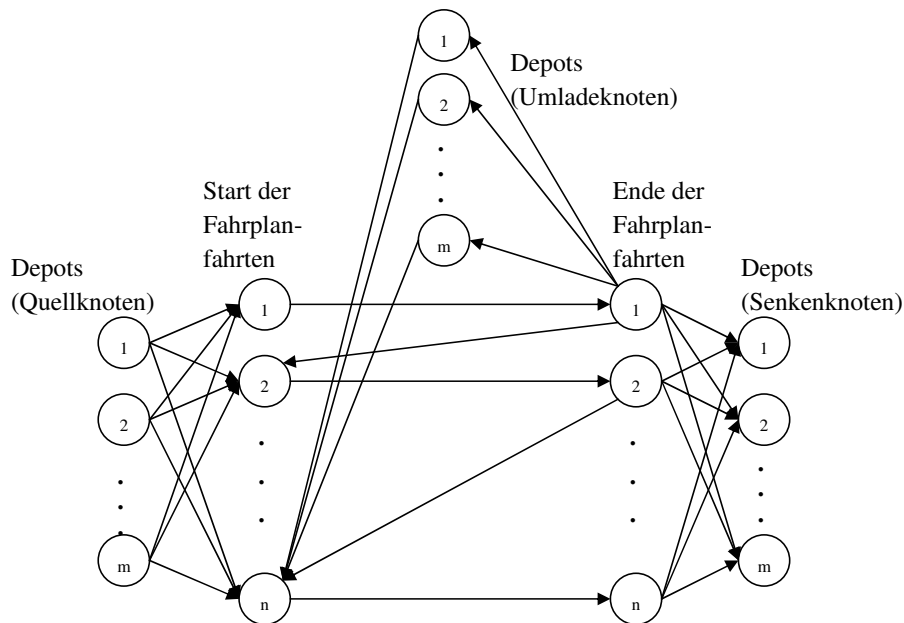 Depots
(Umladeknoten)
1
2
m
Start der
Fahrplan-
fahrten
Ende der
Fahrplan-
fahrten
Depots
(Quellknoten)
1
2
m
1
2
n
1
2
n
Depots
(Senkenknoten)
1
2
m